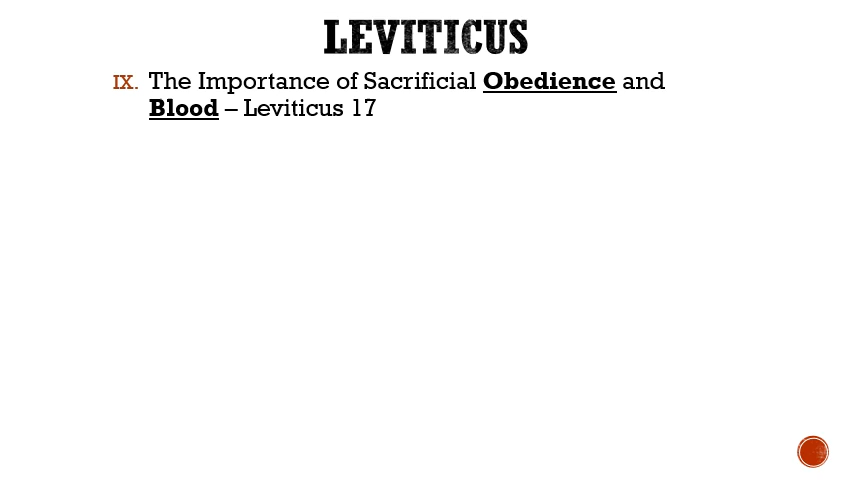 LEVITICUS
IX. The Importance of Sacrificial Obedience and
Blood – Leviticus 17